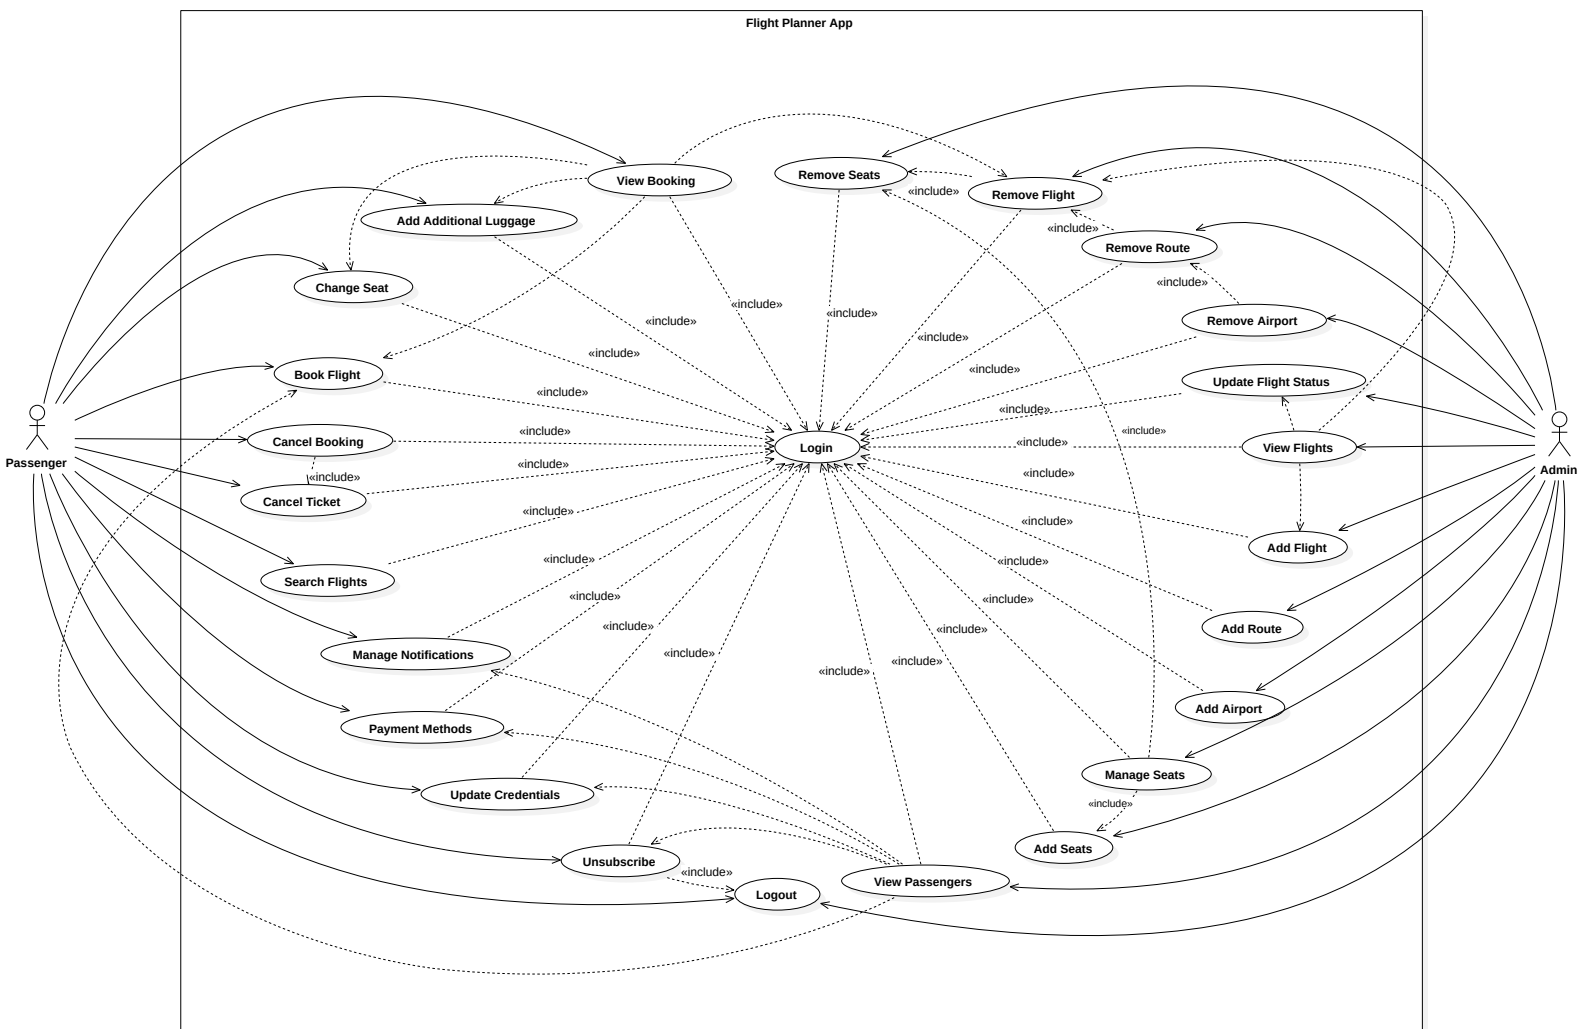 Flight Planner App
View Booking
Remove Seats
Remove Flight
«include»
Add Additional Luggage
«include»
Remove Route
Change Seat
«include»
«include»
«include»
«include»
Remove Airport
«include»
«include»
«include»
Book Flight
«include»
Update Flight Status
«include»
«include»
Passenger
Cancel Booking
«include»
«include»
Login
«include»
View Flights
Admin
«include»
«include»
«include»
Cancel Ticket
«include»
«include»
Add Flight
«include»
«include»
Search Flights
«include»
«include»
«include»
Add Route
«include»
«include»
Manage Notifications
«include»
«include»
«include»
Add Airport
Payment Methods
Manage Seats
Update Credentials
«include»
Add Seats
Unsubscribe
«include»
View Passengers
Logout